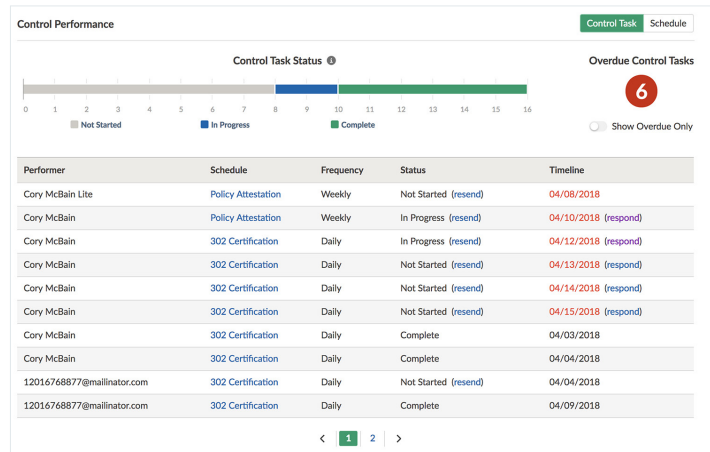 Control Performance
Control Task Schedule
Control Task Status
Overdue Control Tasks
6
0 1 2 3 4 5 6 7 8 9 10 11 12 13 14 15 16
Not Started In Progress Complete
Show Overdue Only
Performer Schedule Frequency Status Timeline
Cory McBain Lite Policy Attestation Weekly Not Started (resend) 04/08/2018
Cory McBain Policy Attestation Weekly In Progress (resend) 04/10/2018 (respond)
Cory McBain 302 Certification Daily In Progress (resend) 04/12/2018 (respond)
Cory McBain 302 Certification Daily Not Started (resend) 04/13/2018 (respond)
Cory McBain 302 Certification Daily Not Started (resend) 04/14/2018 (respond)
Cory McBain 302 Certification Daily Not Started (resend) 04/15/2018 (respond)
Cory McBain 302 Certification Daily Complete 04/03/2018
Cory McBain 302 Certification Daily Complete 04/04/2018
12016768877@mailinator.com 302 Certification Daily Not Started (resend) 04/04/2018
12016768877@mailinator.com 302 Certification Daily Complete 04/09/2018
1 2